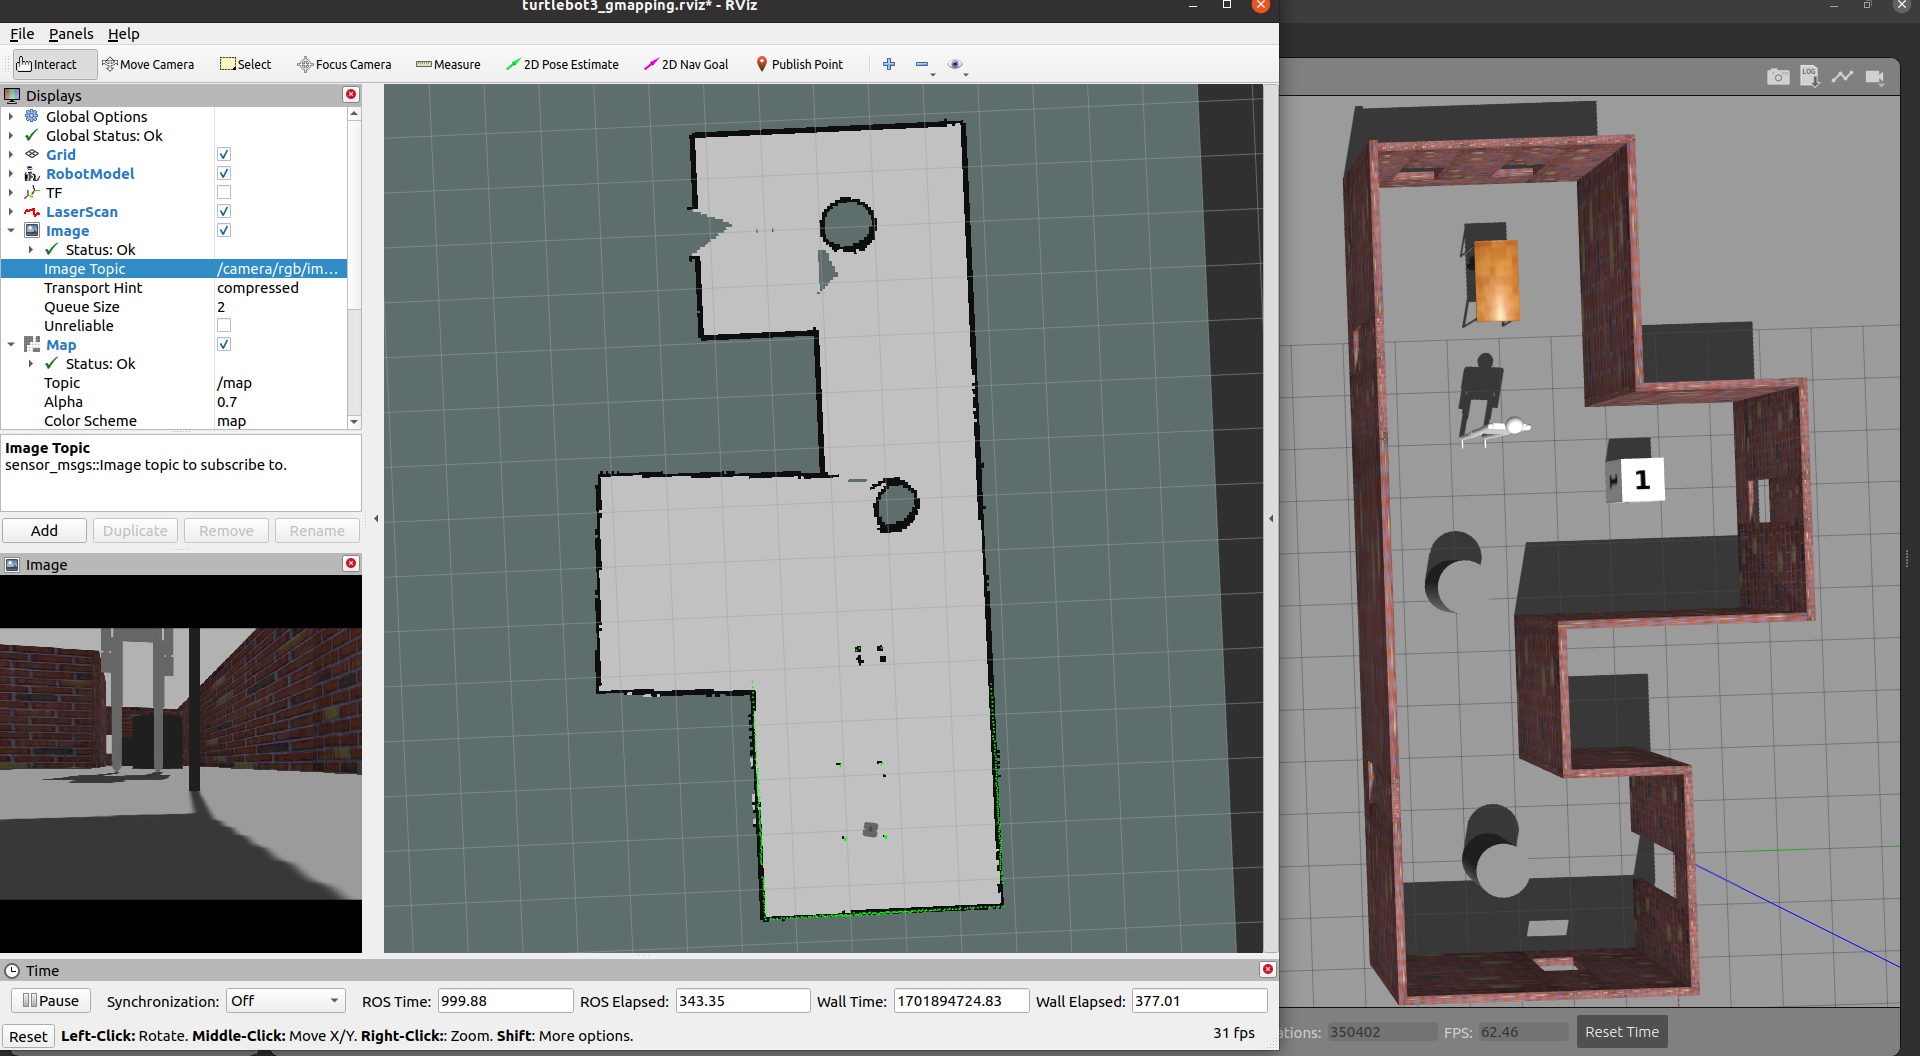 turtlebot3_gmapping.rviz* - RViz
File Panels Help
Interact Move Camera Select Focus Camera Measure 2D Pose Estimate 2D Nav Goal Publish Point
LOG
Displays
Global Options
Global Status: Ok
Grid
RobotModel
TF
LaserScan
Image
Status: Ok
Image Topic /camera/rgb/im…
Transport Hint compressed
Queue Size 2
Unreliable
Map
Status: Ok
Topic /map
Alpha 0.7
Color Scheme map
Image Topic
sensor_msgs::Image topic to subscribe to.
Add Duplicate Remove Rename
Image
1
Time
Pause Synchronization: Off ROS Time: 999.88 ROS Elapsed: 343.35 Wall Time: 1701894724.83 Wall Elapsed: 377.01
Reset Left-Click: Rotate. Middle-Click: Move X/Y. Right-Click:: Zoom. Shift: More options. 31 fps
ations: 350402 FPS: 62.46 Reset Time